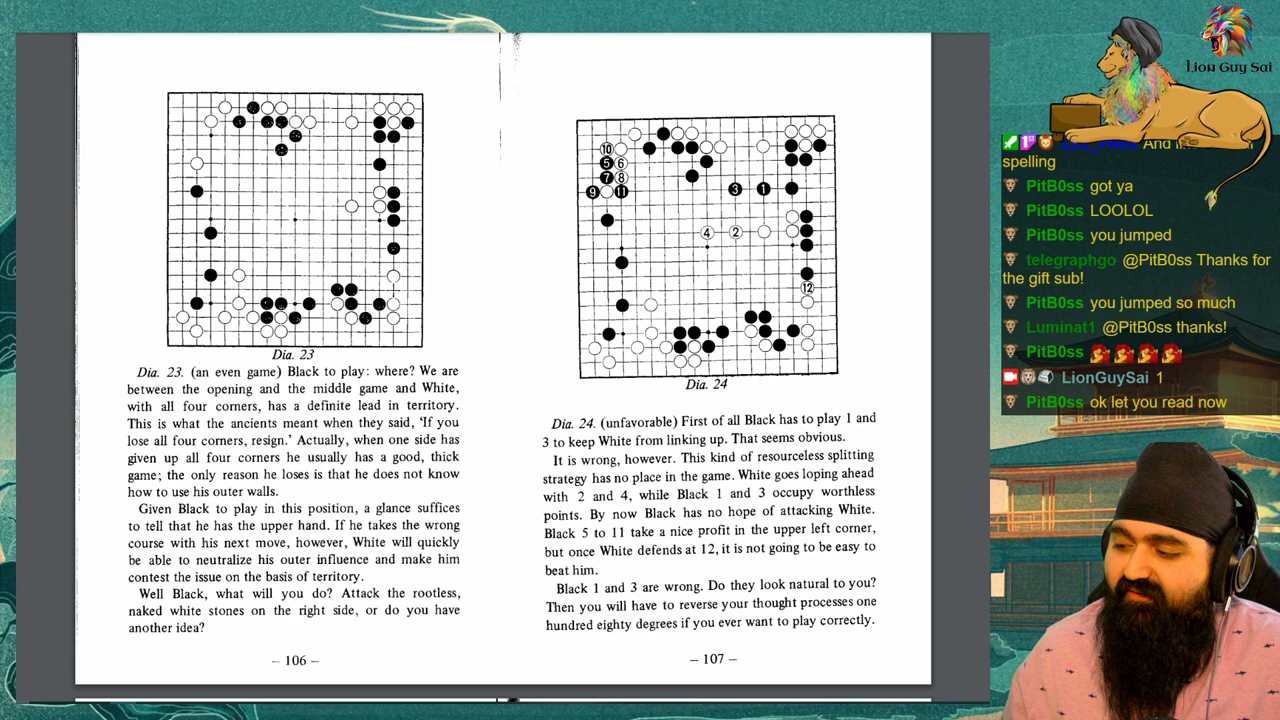 Dia. 23
Dia. 23. (an even game) Black to play: where? We are
between the opening and the middle game and White,
with all four corners, has a definite lead in territory.
This is what the ancients meant when they said, 'If you
lose all four corners, resign.' Actually, when one side has
given up all four corners he usually has a good, thick
game; the only reason he loses is that he does not know
how to use his outer walls.
Given Black to play in this position, a glance suffices
to tell that he has the upper hand. If he takes the wrong
course with his next move, however, White will quickly
be able to neutralize his outer influence and make him
contest the issue on the basis of territory.
Well Black, what will you do? Attack the rootless,
naked white stones on the right side, or do you have
another idea?
– 106 –
10
5 6
7 8
9 11 3 1
4 2
12
Dia. 24
Dia. 24. (unfavorable) First of all Black has to play 1 and
3 to keep White from linking up. That seems obvious.
It is wrong, however. This kind of resourceless splitting
strategy has no place in the game. White goes loping ahead
with 2 and 4, while Black 1 and 3 occupy worthless
points. By now Black has no hope of attacking White.
Black 5 to 11 take a nice profit in the upper left corner,
but once White defends at 12, it is not going to be easy to
beat him.
Black 1 and 3 are wrong. Do they look natural to you?
Then you will have to reverse your thought processes one
hundred eighty degrees if you ever want to play correctly.
– 107 –
Lion Guy Sai
spelling
PitB0ss got ya
PitB0ss LOOLOL
PitB0ss you jumped
telegraphgo @PitB0ss Thanks for
the gift sub!
PitB0ss you jumped so much
Luminat1 @PitB0ss thanks!
PitB0ss
LionGuySai 1
PitB0ss ok let you read now